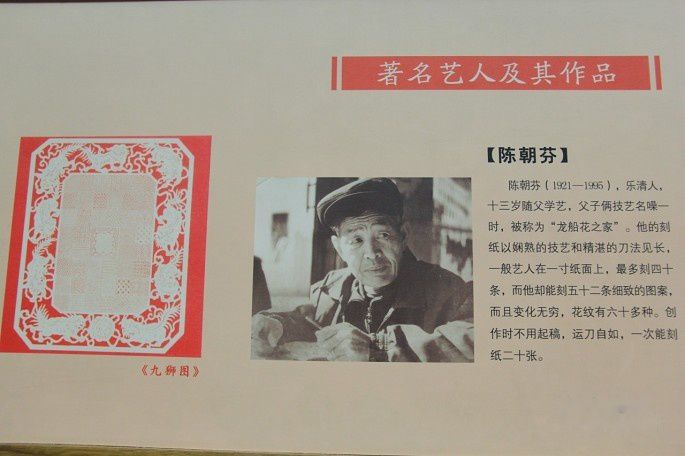 著名艺人及其作品
【陈朝芬】
陈朝芬（1921—1995），乐清人，
十三岁随父学艺，父子俩技艺名噪一
时，被称为“龙船花之家”。他的刻
纸以娴熟的技艺和精湛的刀法见长，
一般艺人在一寸纸面上，最多刻四十
条，而他却能刻五十二条细致的图案，
而且变化无穷，花纹有六十多种。创
作时不用起稿，运刀自如，一次能刻
纸二十张。
《九狮图》